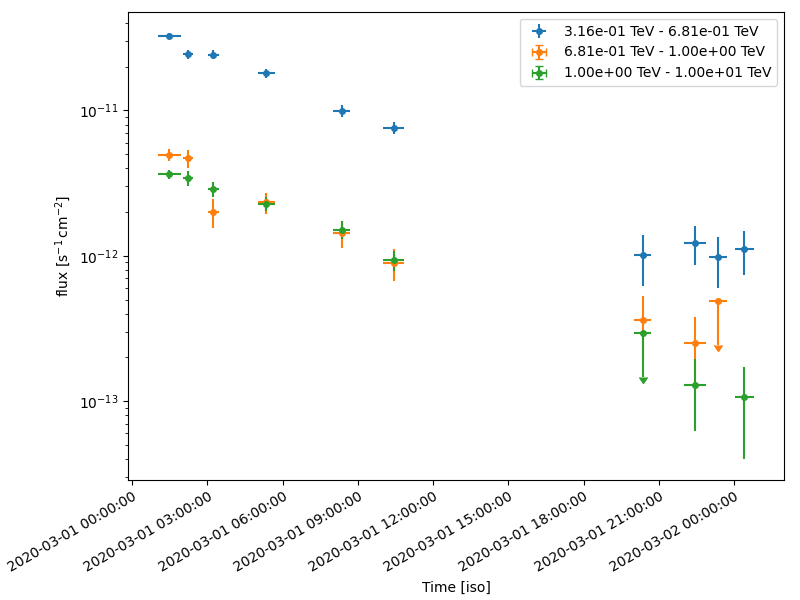 3.16e-01 TeV - 6.81e-01 TeV
6.81e-01 TeV - 1.00e+00 TeV
1.00e+00 TeV - 1.00e+01 TeV
10⁻¹¹
10⁻¹²
10⁻¹³
flux [s⁻¹ cm⁻²]
2020-03-01 00:00:00
2020-03-01 03:00:00
2020-03-01 06:00:00
2020-03-01 09:00:00
2020-03-01 12:00:00
2020-03-01 15:00:00
2020-03-01 18:00:00
2020-03-01 21:00:00
2020-03-02 00:00:00
Time [iso]